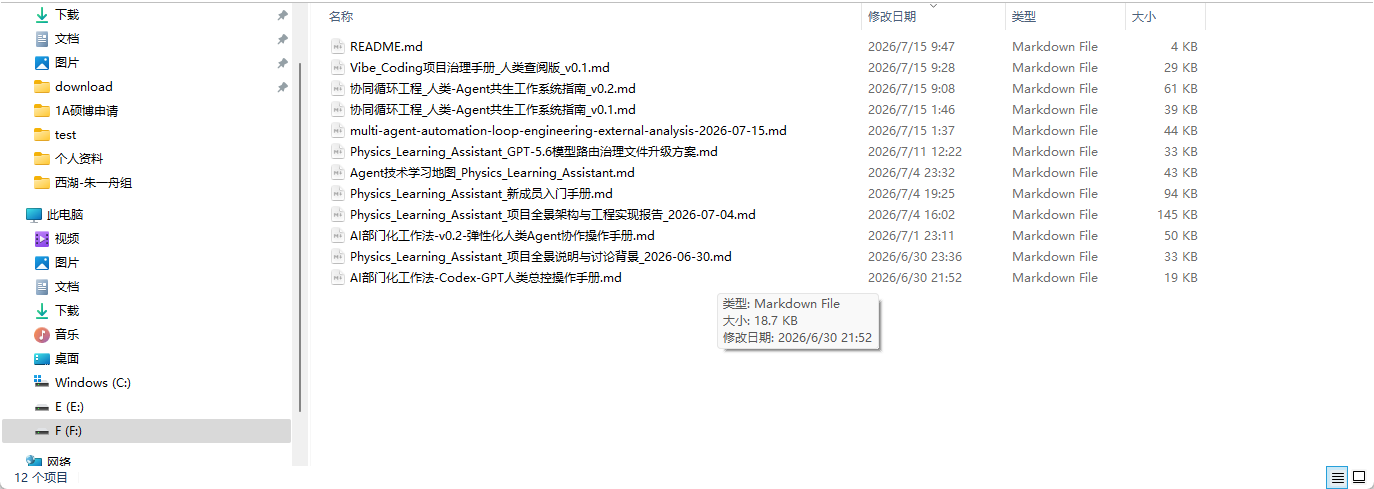 下载
文档
图片
download
1A硕博申请
test
个人资料
西湖-朱一舟组
此电脑
视频
图片
文档
下载
音乐
桌面
Windows (C:)
E (E:)
F (F:)
网络
12 个项目
名称 修改日期 类型 大小
README.md 2026/7/15 9:47 Markdown File 4 KB
Vibe_Coding项目治理手册_人类查阅版_v0.1.md 2026/7/15 9:28 Markdown File 29 KB
协同循环工程_人类-Agent共生工作系统指南_v0.2.md 2026/7/15 9:08 Markdown File 61 KB
协同循环工程_人类-Agent共生工作系统指南_v0.1.md 2026/7/15 1:46 Markdown File 39 KB
multi-agent-automation-loop-engineering-external-analysis-2026-07-15.md 2026/7/15 1:37 Markdown File 44 KB
Physics_Learning_Assistant_GPT-5.6模型路由治理文件升级方案.md 2026/7/11 12:22 Markdown File 33 KB
Agent技术学习地图_Physics_Learning_Assistant.md 2026/7/4 23:32 Markdown File 43 KB
Physics_Learning_Assistant_新成员入门手册.md 2026/7/4 19:25 Markdown File 94 KB
Physics_Learning_Assistant_项目全景架构与工程实现报告_2026-07-04.md 2026/7/4 16:02 Markdown File 145 KB
AI部门化工作法-v0.2-弹性化人类Agent协作操作手册.md 2026/7/1 23:11 Markdown File 50 KB
Physics_Learning_Assistant_项目全景说明与讨论背景_2026-06-30.md 2026/6/30 23:36 Markdown File 33 KB
AI部门化工作法-Codex-GPT人类总控操作手册.md 2026/6/30 21:52 Markdown File 19 KB
类型: Markdown File
大小: 18.7 KB
修改日期: 2026/6/30 21:52